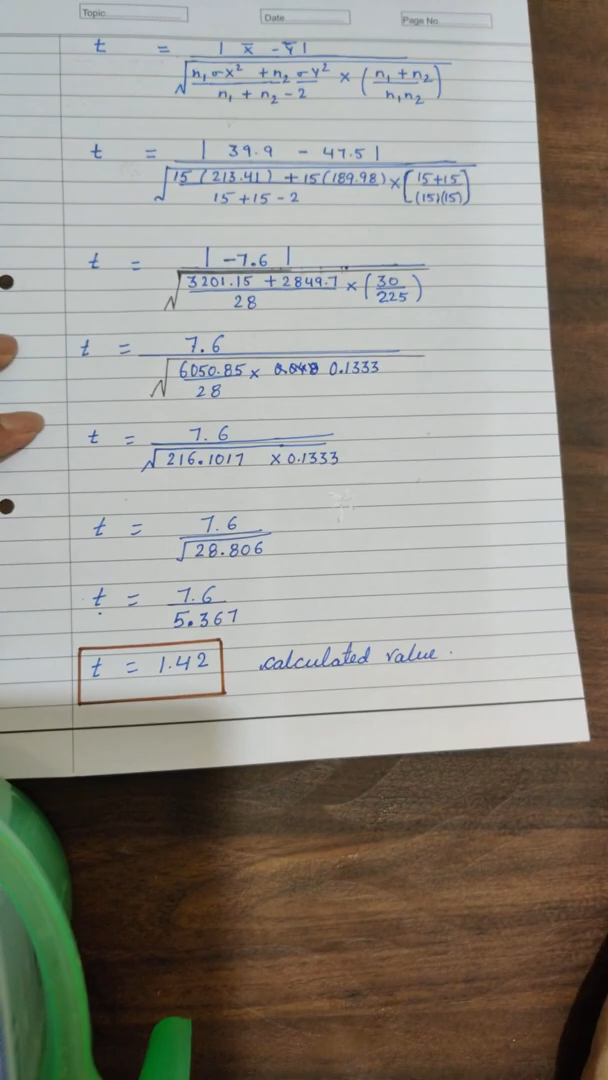 Topic Date Page No
t = | x̄ - ȳ | / √( (n₁σx² + n₂σy²) / (n₁ + n₂ - 2) × ( (n₁ + n₂) / n₁n₂ ) )
t = | 39.9 - 47.5 | / √( (15(213.41) + 15(189.98)) / (15+15-2) × [ (15+15) / (15)(15) ] )
t = | -7.6 | / √( (3201.15 + 2849.7) / 28 × ( 30 / 225 ) )
t = 7.6 / √( 6050.85 / 28 × 0.1333 )
t = 7.6 / √( 216.1017 × 0.1333 )
t = 7.6 / √28.806
t = 7.6 / 5.367
t = 1.42 calculated value.